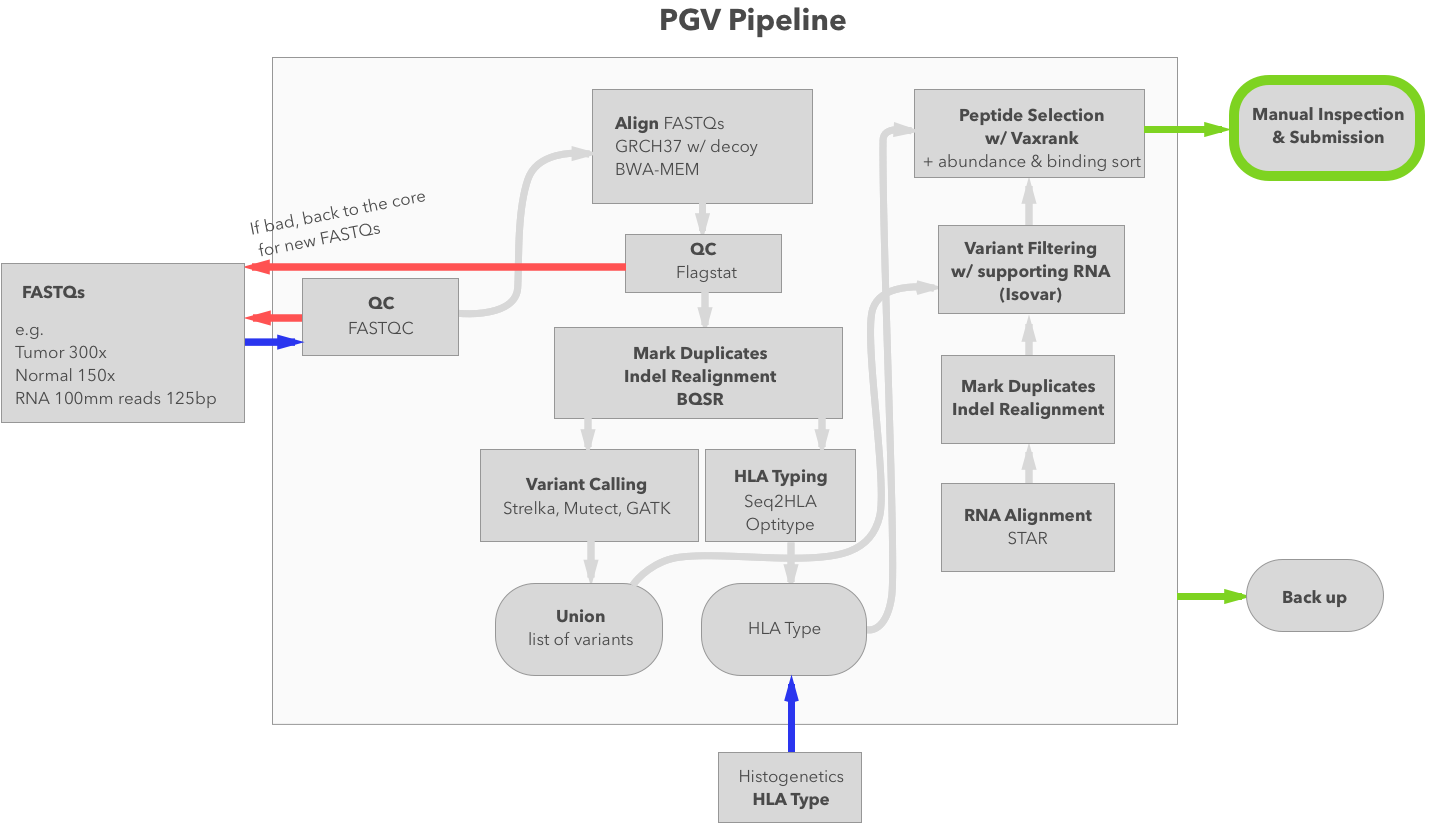 PGV Pipeline
If bad, back to the core
for new FASTQs
FASTQs
e.g.
Tumor 300x
Normal 150x
RNA 100mm reads 125bp
QC
FASTQC
Align FASTQs
GRCH37 w/ decoy
BWA-MEM
QC
Flagstat
Mark Duplicates
Indel Realignment
BQSR
Variant Calling
Strelka, Mutect, GATK
HLA Typing
Seq2HLA
Optitype
Union
list of variants
HLA Type
Histogenetics
HLA Type
Peptide Selection
w/ Vaxrank
+ abundance & binding sort
Variant Filtering
w/ supporting RNA
(Isovar)
Mark Duplicates
Indel Realignment
RNA Alignment
STAR
Manual Inspection
& Submission
Back up